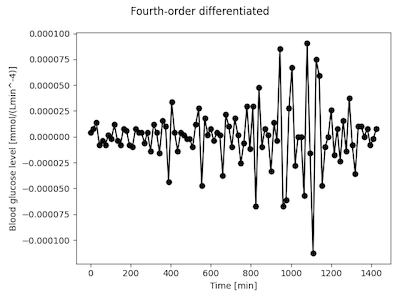 Fourth-order differentiated
0.000100
0.000075
0.000050
0.000025
0.000000
−0.000025
−0.000050
−0.000075
−0.000100
Blood glucose level [mmol/(Lmin^-4)]
0 200 400 600 800 1000 1200 1400
Time [min]